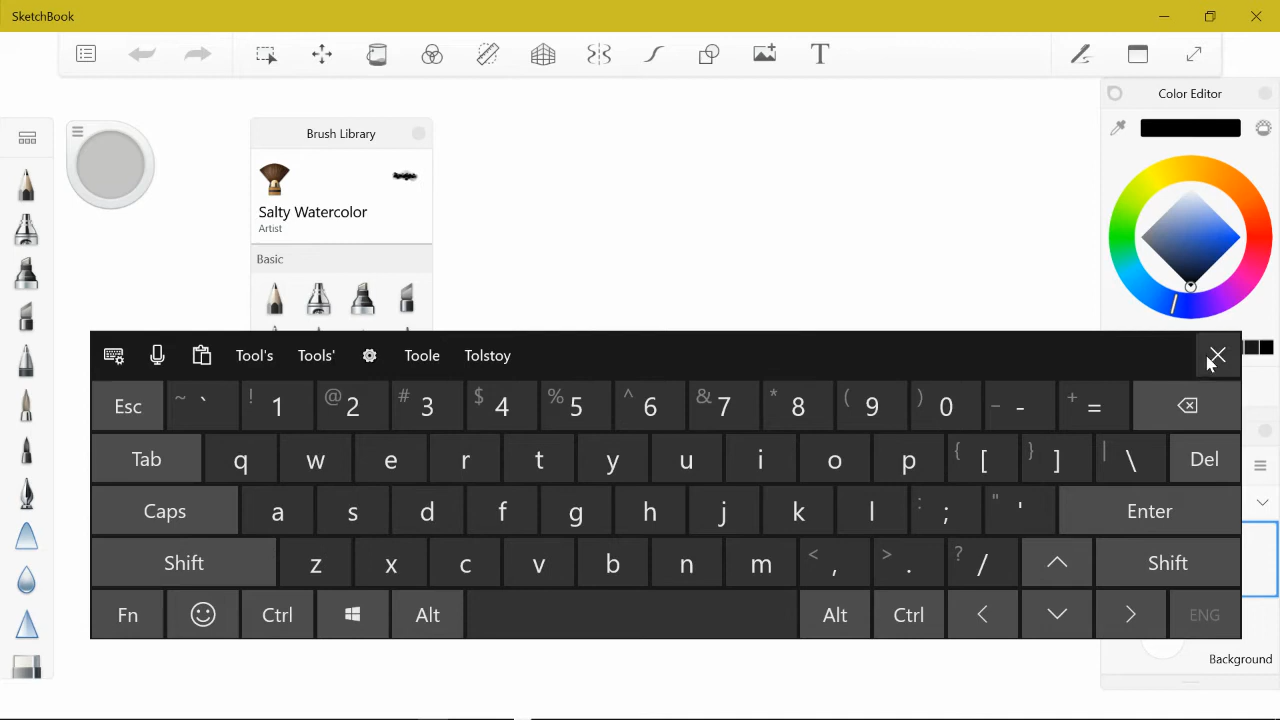 SketchBook
T
Color Editor
Brush Library
Salty Watercolor
Artist
Basic
Tool's Tools' Toole Tolstoy
Esc ~ ` ! 1 @ 2 # 3 $ 4 % 5 ^ 6 & 7 * 8 ( 9 ) 0 _ - + =
Tab q w e r t y u i o p { [ } ] | \ Del
Caps a s d f g h j k l : ; " ' Enter
Shift z x c v b n m < , > . ? / Shift
Fn Ctrl Alt Alt Ctrl ENG
Background